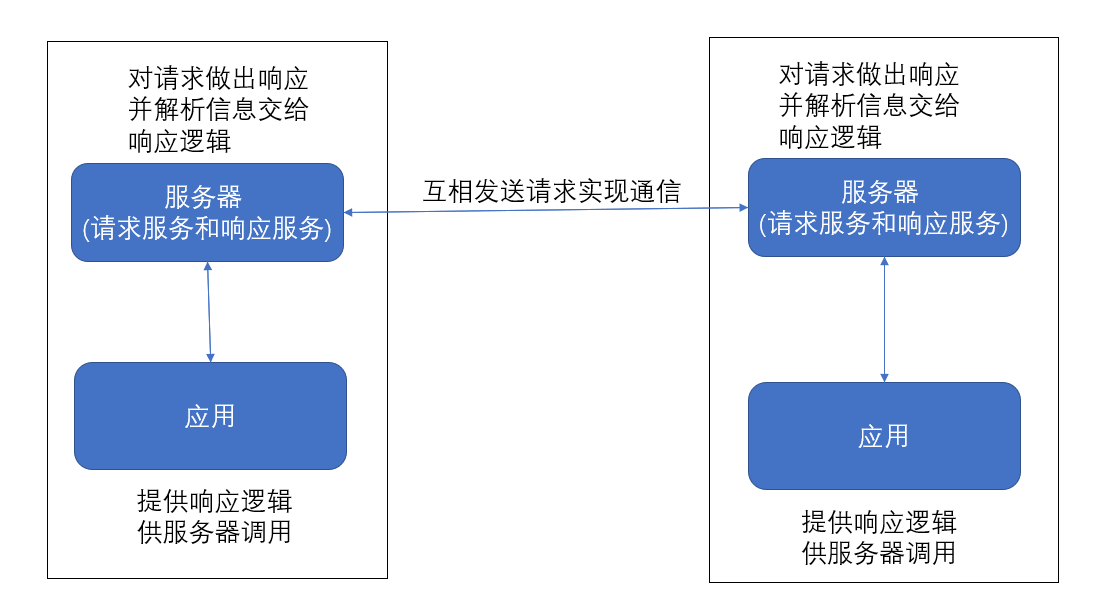 对请求做出响应
并解析信息交给
响应逻辑
服务器
(请求服务和响应服务)
应用
提供响应逻辑
供服务器调用
互相发送请求实现通信
对请求做出响应
并解析信息交给
响应逻辑
服务器
(请求服务和响应服务)
应用
提供响应逻辑
供服务器调用